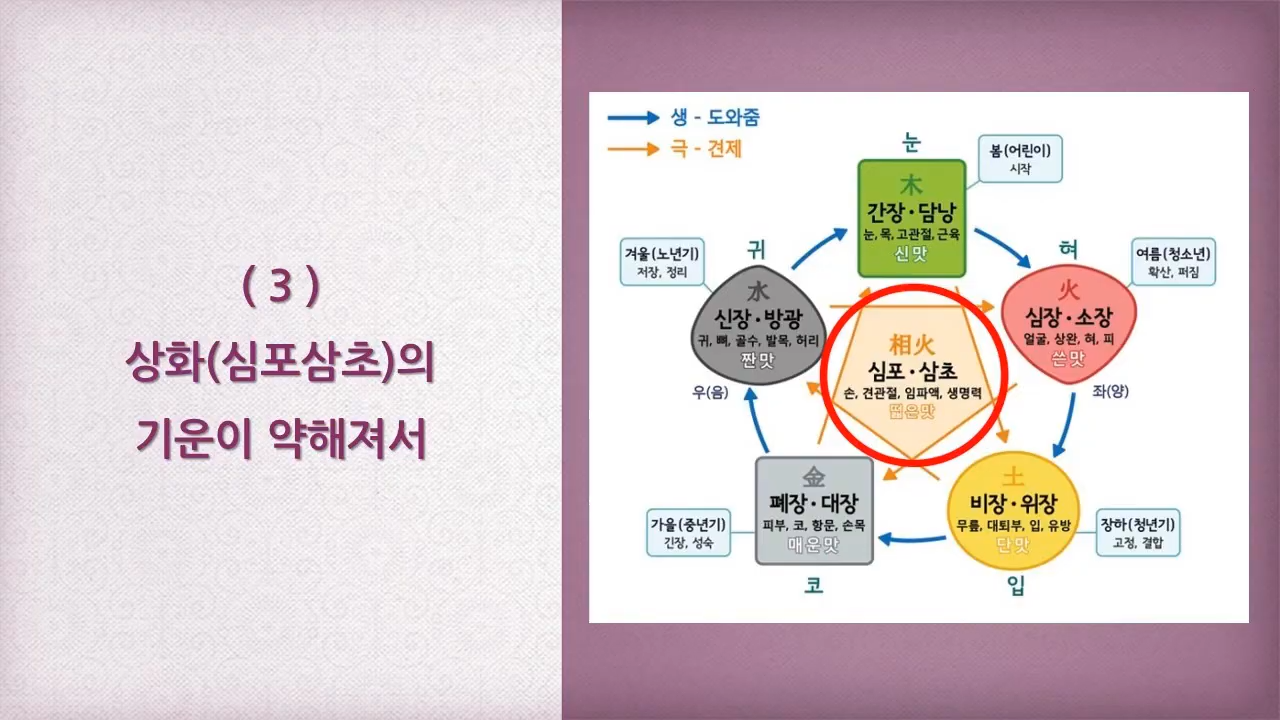 ( 3 )
상화(심포삼초)의
기운이 약해져서
생 - 도와줌
극 - 견제
눈
봄(어린이)
시작
木
간장·담낭
눈, 목, 고관절, 근육
신맛
겨울(노년기)
저장, 정리
귀
혀
여름(청소년)
확산, 퍼짐
水
신장·방광
귀, 뼈, 골수, 발목, 허리
짠맛
火
심장·소장
얼굴, 상완, 혀, 피
쓴맛
相火
심포·삼초
손, 견관절, 임파액, 생명력
떫은맛
우(음)
좌(양)
金
폐장·대장
피부, 코, 항문, 손목
매운맛
土
비장·위장
무릎, 대퇴부, 입, 유방
단맛
가을(중년기)
긴장, 성숙
장하(청년기)
고정, 결합
코
입